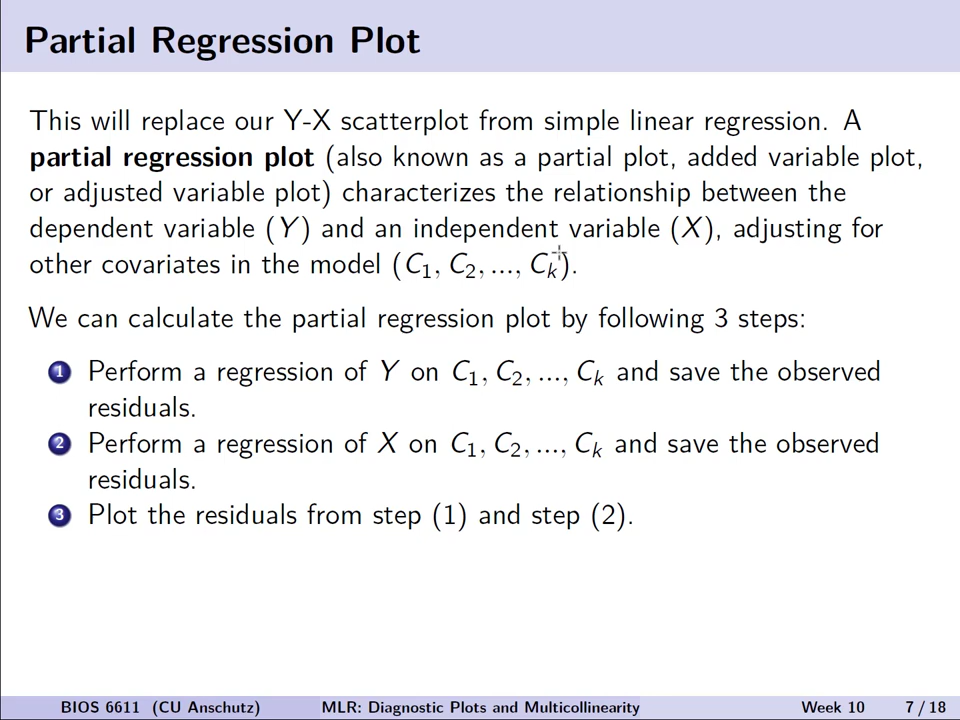 Partial Regression Plot
This will replace our Y-X scatterplot from simple linear regression. A
partial regression plot (also known as a partial plot, added variable plot,
or adjusted variable plot) characterizes the relationship between the
dependent variable (Y) and an independent variable (X), adjusting for
other covariates in the model (C₁, C₂, ..., Cₖ).
We can calculate the partial regression plot by following 3 steps:
1 Perform a regression of Y on C₁, C₂, ..., Cₖ and save the observed
residuals.
2 Perform a regression of X on C₁, C₂, ..., Cₖ and save the observed
residuals.
3 Plot the residuals from step (1) and step (2).
BIOS 6611 (CU Anschutz) MLR: Diagnostic Plots and Multicollinearity Week 10 7 / 18